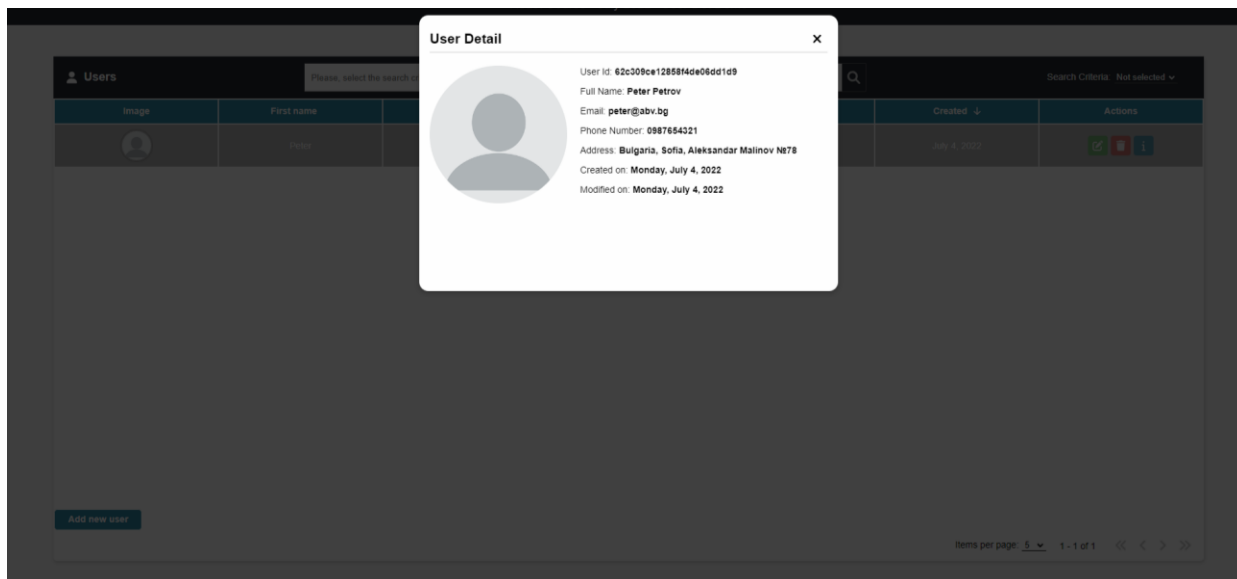 User Detail ×
User Id: 62c309ce12858f4de06dd1d9
Full Name: Peter Petrov
Email: peter@abv.bg
Phone Number: 0987654321
Address: Bulgaria, Sofia, Aleksandar Malinov №78
Created on: Monday, July 4, 2022
Modified on: Monday, July 4, 2022
Users
Please, select the search
Search Criteria: Not selected
Image First name Created ↓ Actions
Peter July 4, 2022
Add new user
Items per page: 5 1 - 1 of 1